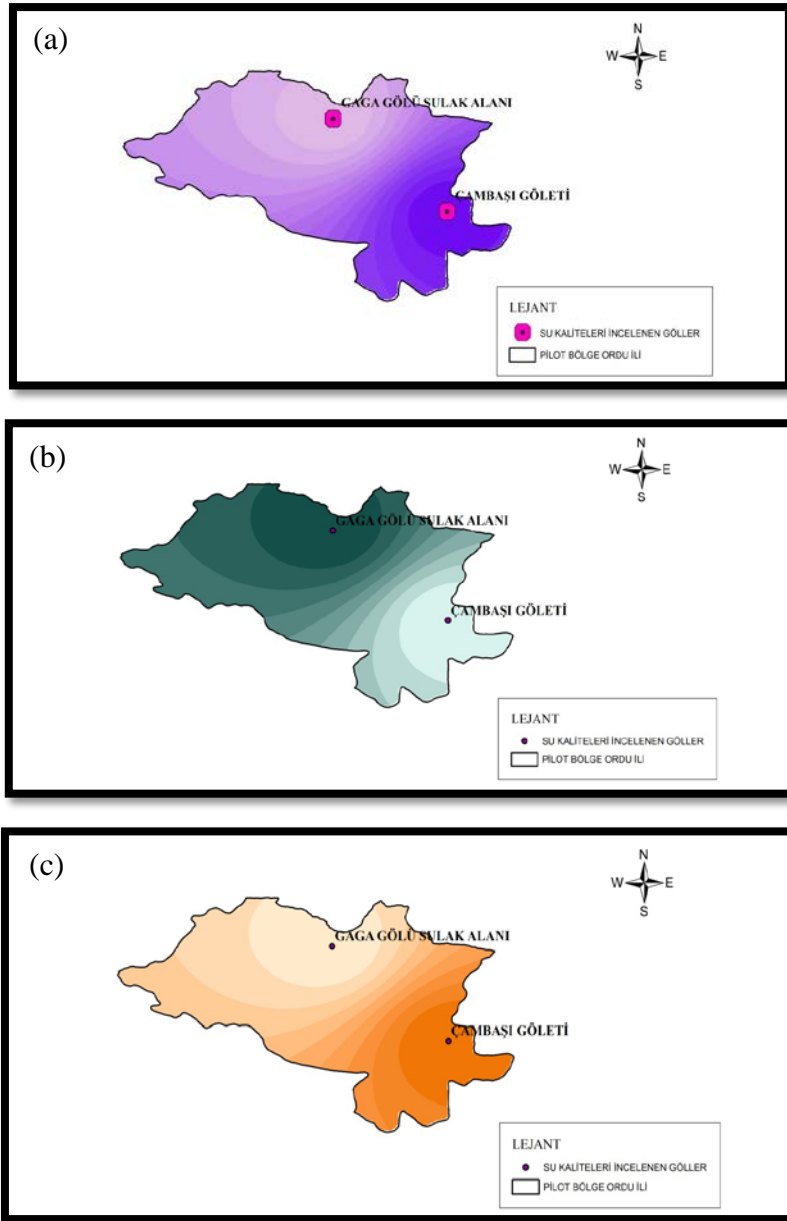 (a)
N
W E
S
GAGA GÖLÜ SULAK ALANI
ÇAMBAŞI GÖLETİ
LEJANT
SU KALİTELERİ İNCELENEN GÖLLER
PİLOT BÖLGE ORDU İLİ
(b)
N
W E
S
GAGA GÖLÜ SULAK ALANI
ÇAMBAŞI GÖLETİ
LEJANT
SU KALİTELERİ İNCELENEN GÖLLER
PİLOT BÖLGE ORDU İLİ
(c)
N
W E
S
GAGA GÖLÜ SULAK ALANI
ÇAMBAŞI GÖLETİ
LEJANT
SU KALİTELERİ İNCELENEN GÖLLER
PİLOT BÖLGE ORDU İLİ